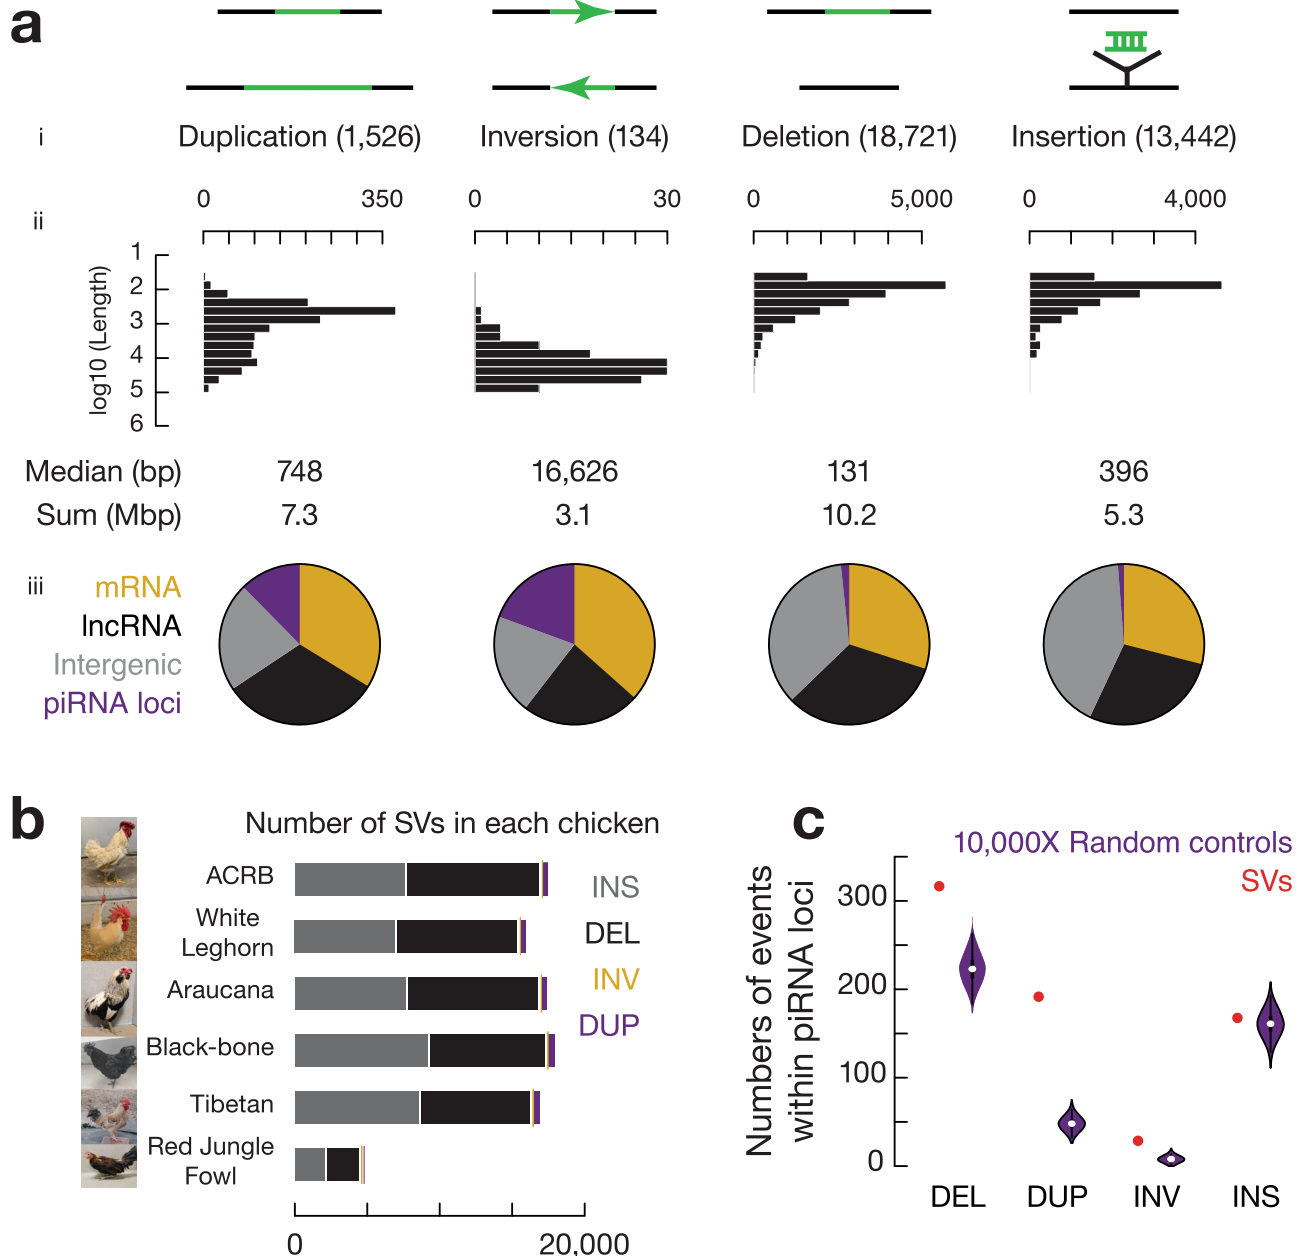 a
i
Duplication (1,526) Inversion (134) Deletion (18,721) Insertion (13,442)
ii
0 350 0 30 0 5,000 0 4,000
log10 (Length)
1
2
3
4
5
6
Median (bp) 748 16,626 131 396
Sum (Mbp) 7.3 3.1 10.2 5.3
iii
mRNA
lncRNA
Intergenic
piRNA loci
b
Number of SVs in each chicken
ACRB
White
Leghorn
Araucana
Black-bone
Tibetan
Red Jungle
Fowl
INS
DEL
INV
DUP
0 20,000
c
10,000X Random controls
SVs
Numbers of events
within piRNA loci
300
200
100
0
DEL DUP INV INS